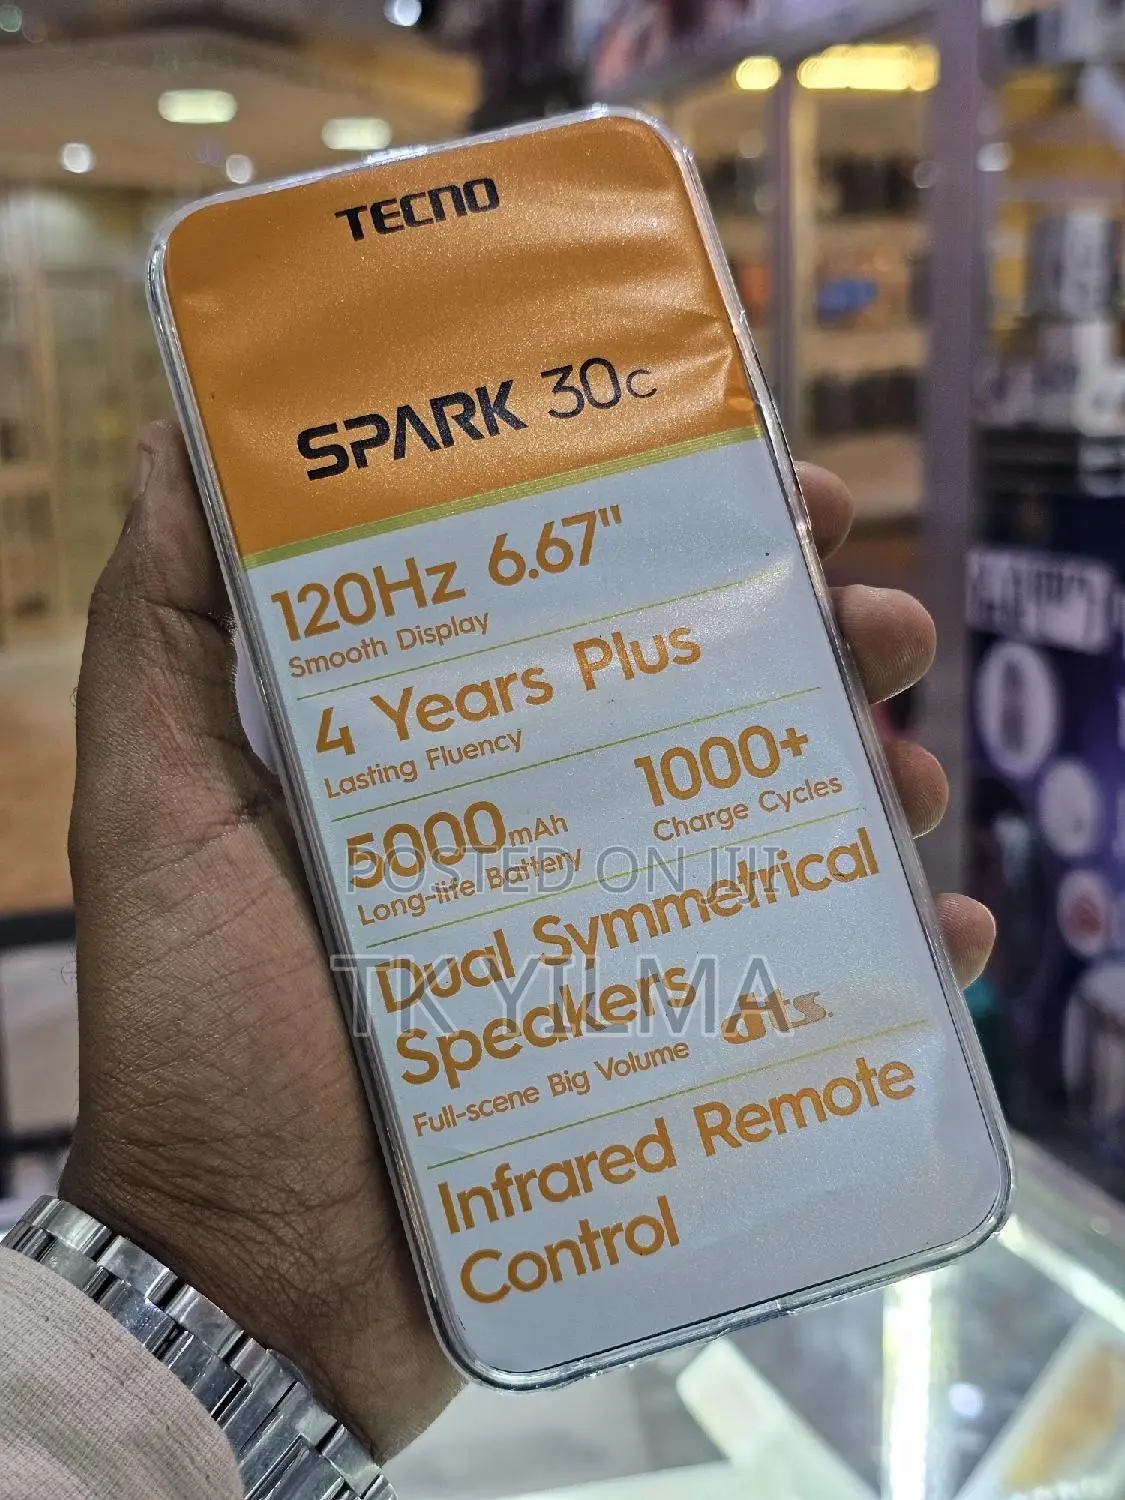 TECNO
SPARK 30C
120Hz 6.67"
Smooth Display
4 Years Plus
Lasting Fluency
5000mAh
Long-life Battery
1000+
Charge Cycles
Dual Symmetrical
Speakers
Full-scene Big Volume dts.
Infrared Remote
Control
POSTED ON JIJI
TK YILMA